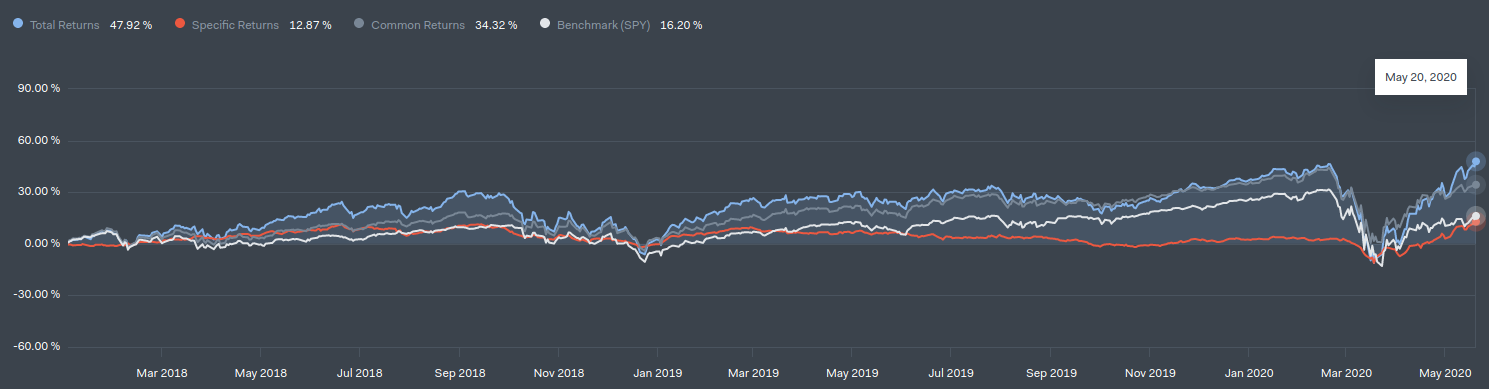 Total Returns 47.92 % Specific Returns 12.87 % Common Returns 34.32 % Benchmark (SPY) 16.20 %
May 20, 2020
90.00 %
60.00 %
30.00 %
0.00 %
-30.00 %
-60.00 %
Mar 2018 May 2018 Jul 2018 Sep 2018 Nov 2018 Jan 2019 Mar 2019 May 2019 Jul 2019 Sep 2019 Nov 2019 Jan 2020 Mar 2020 May 2020